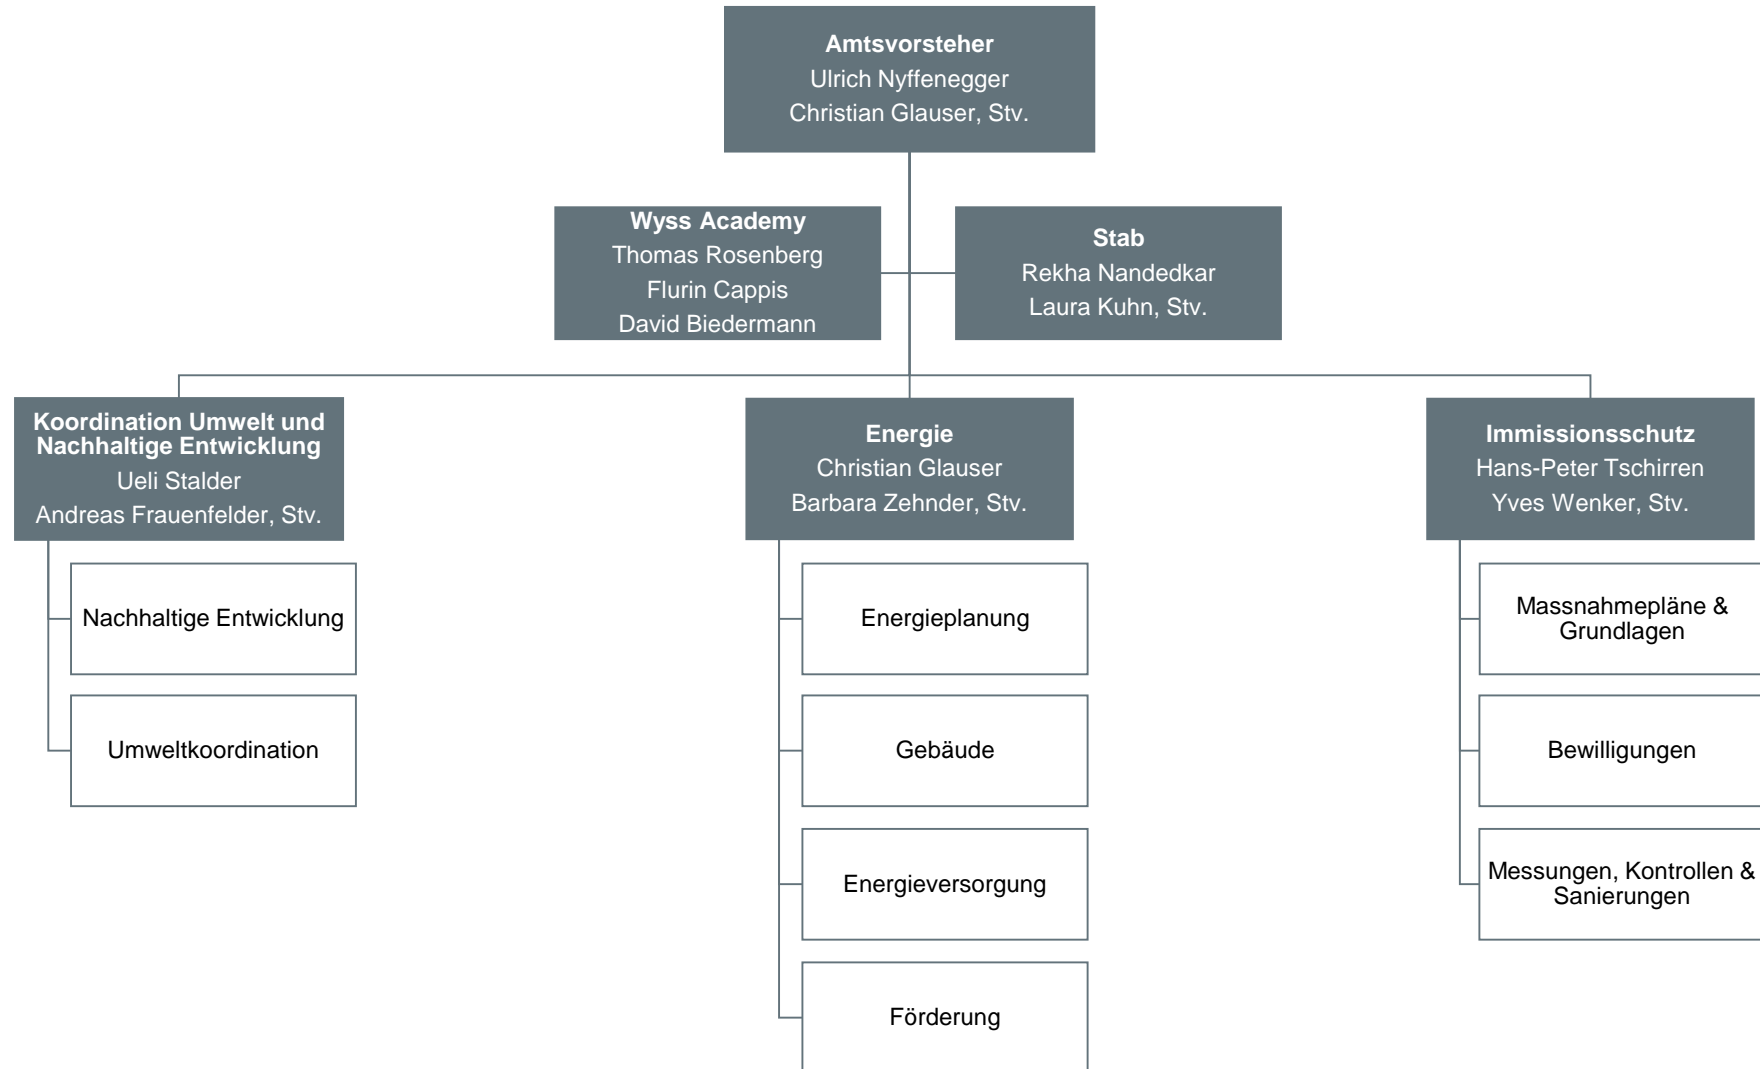 Amtsvorsteher
Ulrich Nyffenegger
Christian Glauser, Stv.
Wyss Academy
Thomas Rosenberg
Flurin Cappis
David Biedermann
Stab
Rekha Nandedkar
Laura Kuhn, Stv.
Koordination Umwelt und
Nachhaltige Entwicklung
Ueli Stalder
Andreas Frauenfelder, Stv.
Nachhaltige Entwicklung
Umweltkoordination
Energie
Christian Glauser
Barbara Zehnder, Stv.
Energieplanung
Gebäude
Energieversorgung
Förderung
Immissionsschutz
Hans-Peter Tschirren
Yves Wenker, Stv.
Massnahmepläne &
Grundlagen
Bewilligungen
Messungen, Kontrollen &
Sanierungen